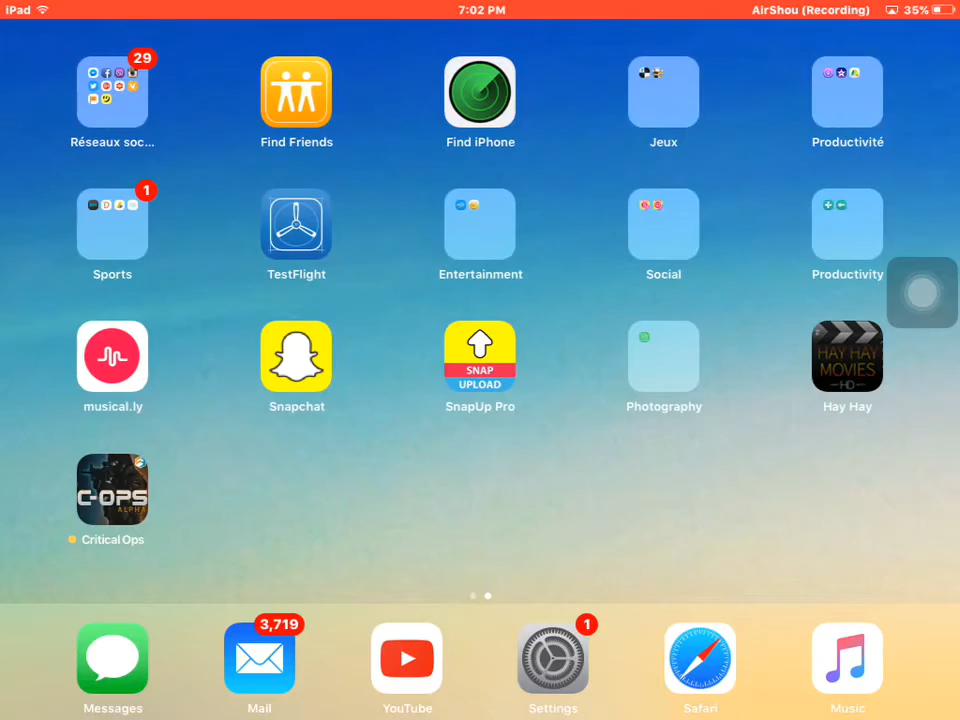 iPad 7:02 PM AirShou (Recording) 35%
29
Réseaux soc... Find Friends Find iPhone Jeux Productivité
1
Sports TestFlight Entertainment Social Productivity
SNAP
UPLOAD
HAY HAY
MOVIES
HD
musical.ly Snapchat SnapUp Pro Photography Hay Hay
C-OPS
ALPHA
Critical Ops
3,719 1
Messages Mail YouTube Settings Safari Music